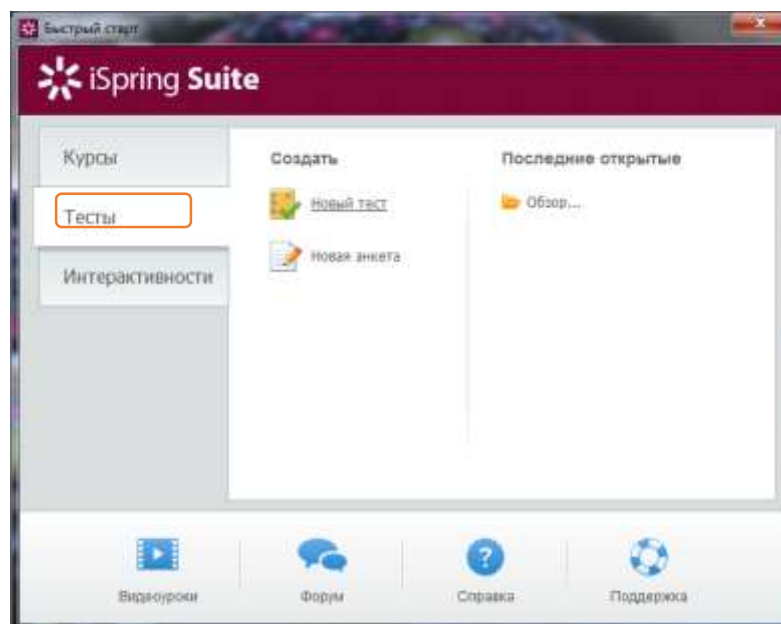 Быстрый старт
iSpring Suite
Курсы
Тесты
Интерактивности
Создать
Новый тест
Новая анкета
Последние открытые
Обзор...
Видеоуроки
Форум
Справка
Поддержка